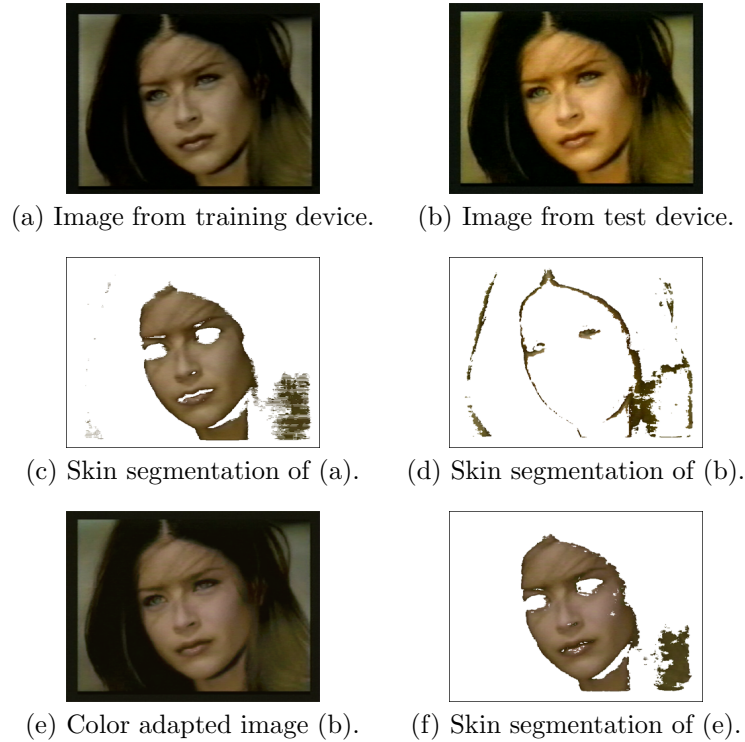 (a) Image from training device.
(b) Image from test device.
(c) Skin segmentation of (a).
(d) Skin segmentation of (b).
(e) Color adapted image (b).
(f) Skin segmentation of (e).